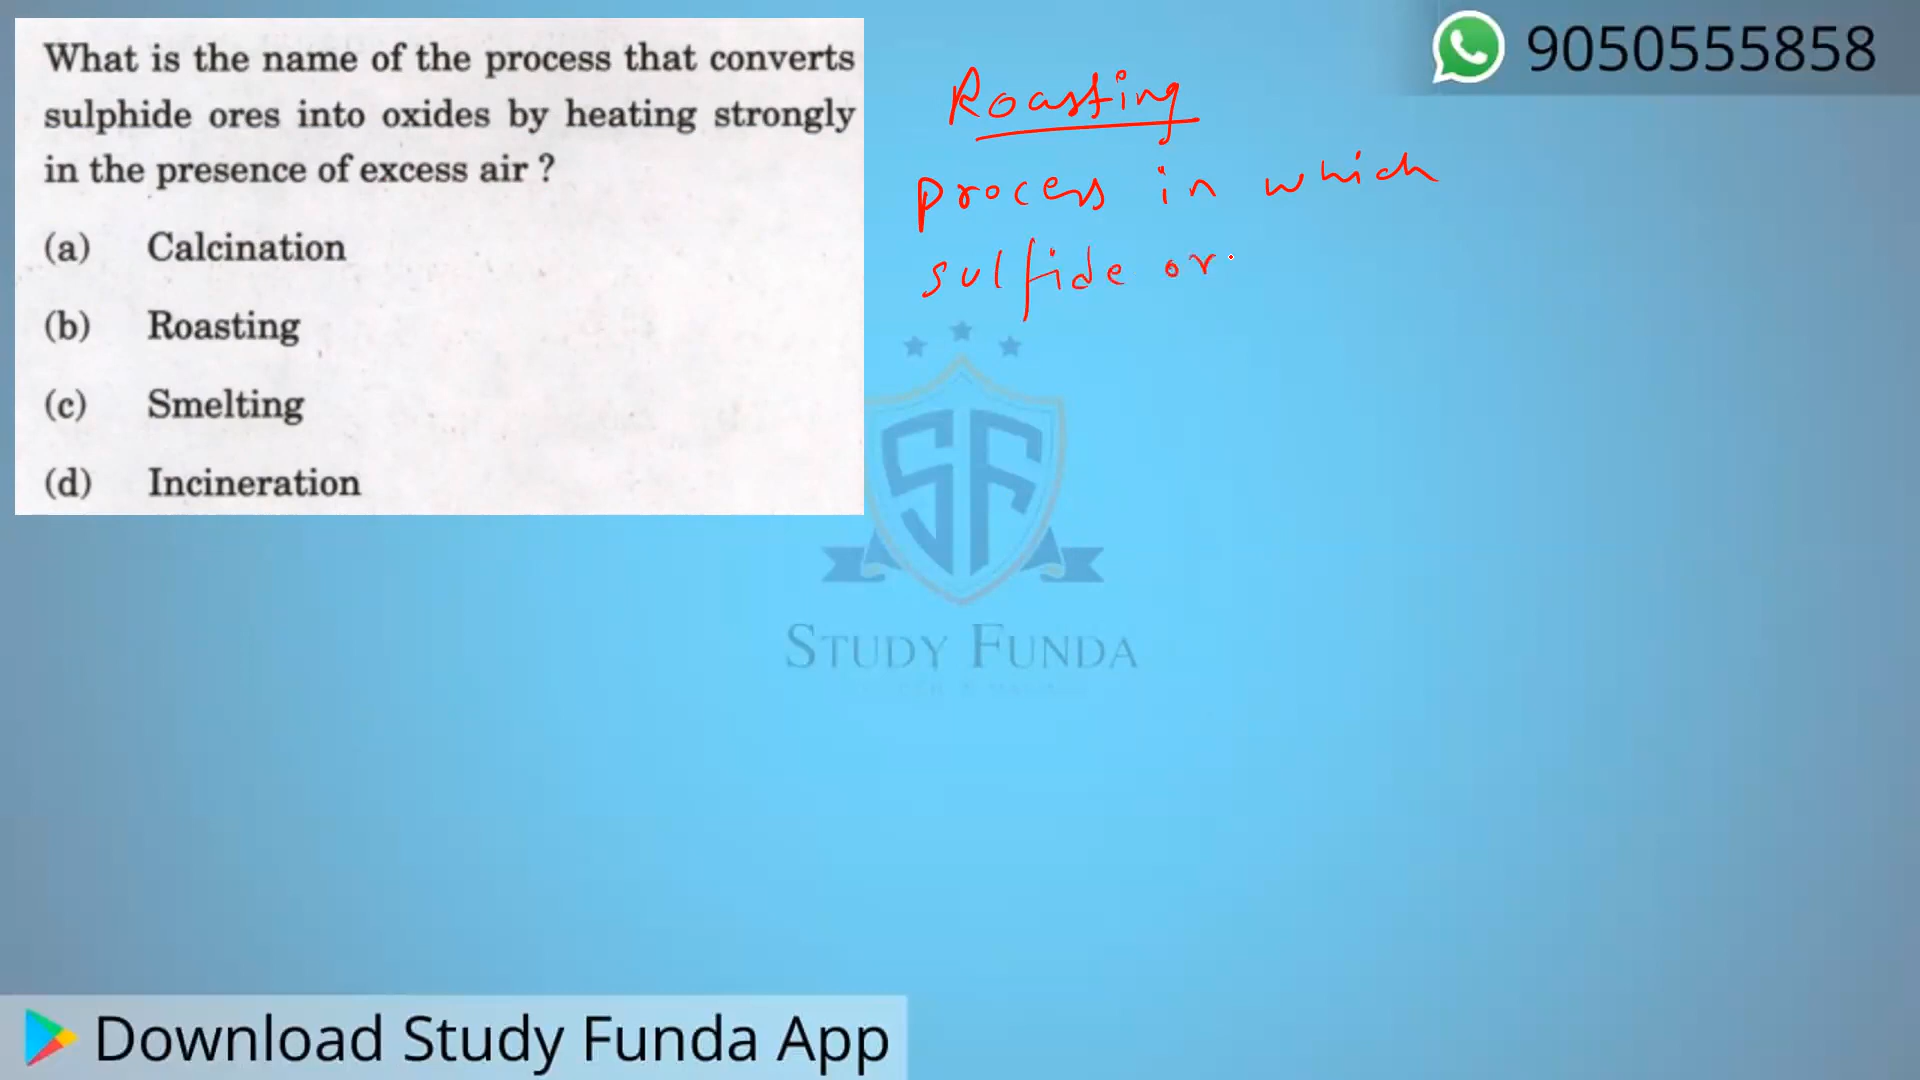 What is the name of the process that converts
sulphide ores into oxides by heating strongly
in the presence of excess air ?
(a) Calcination
(b) Roasting
(c) Smelting
(d) Incineration
9050555858
Roasting
process in which
sulfide or
SF
STUDY FUNDA
Download Study Funda App